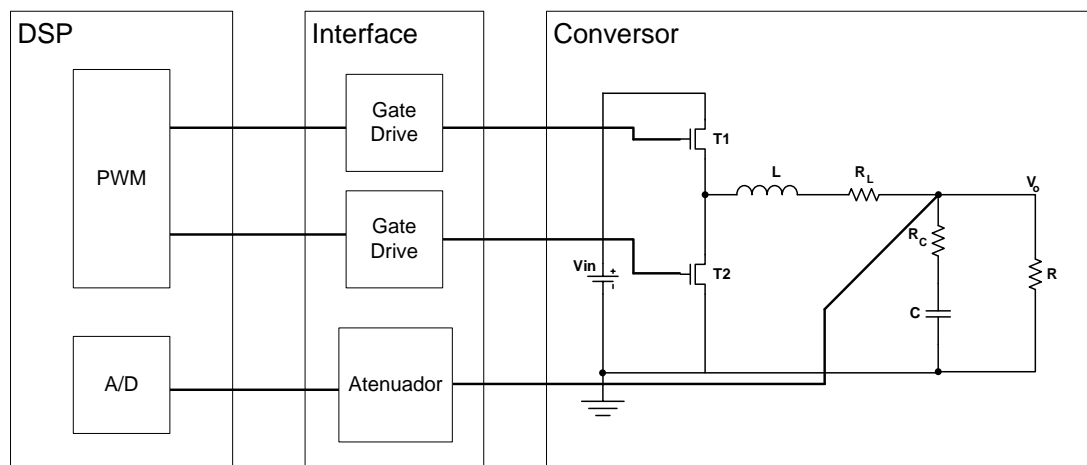 DSP
Interface
Conversor
PWM
Gate
Drive
Gate
Drive
T1
L
R L
V o
R C
Vin
+
-
T2
R
C
A/D
Atenuador